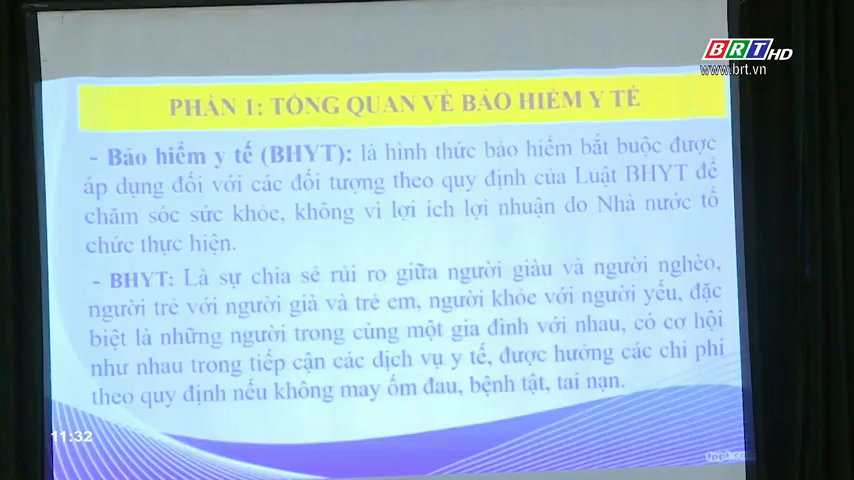 BRT HD
www.brt.vn
PHẦN 1: TỔNG QUAN VỀ BẢO HIỂM Y TẾ
- Bảo hiểm y tế (BHYT): là hình thức bảo hiểm bắt buộc được
áp dụng đối với các đối tượng theo quy định của Luật BHYT để
chăm sóc sức khỏe, không vì lợi ích lợi nhuận do Nhà nước tổ
chức thực hiện.
- BHYT: Là sự chia sẻ rủi ro giữa người giàu và người nghèo,
người trẻ với người già và trẻ em, người khỏe với người yếu, đặc
biệt là những người trong cùng một gia đình với nhau, có cơ hội
như nhau trong tiếp cận các dịch vụ y tế, được hưởng các chi phí
theo quy định nếu không may ốm đau, bệnh tật, tai nạn.
11:32